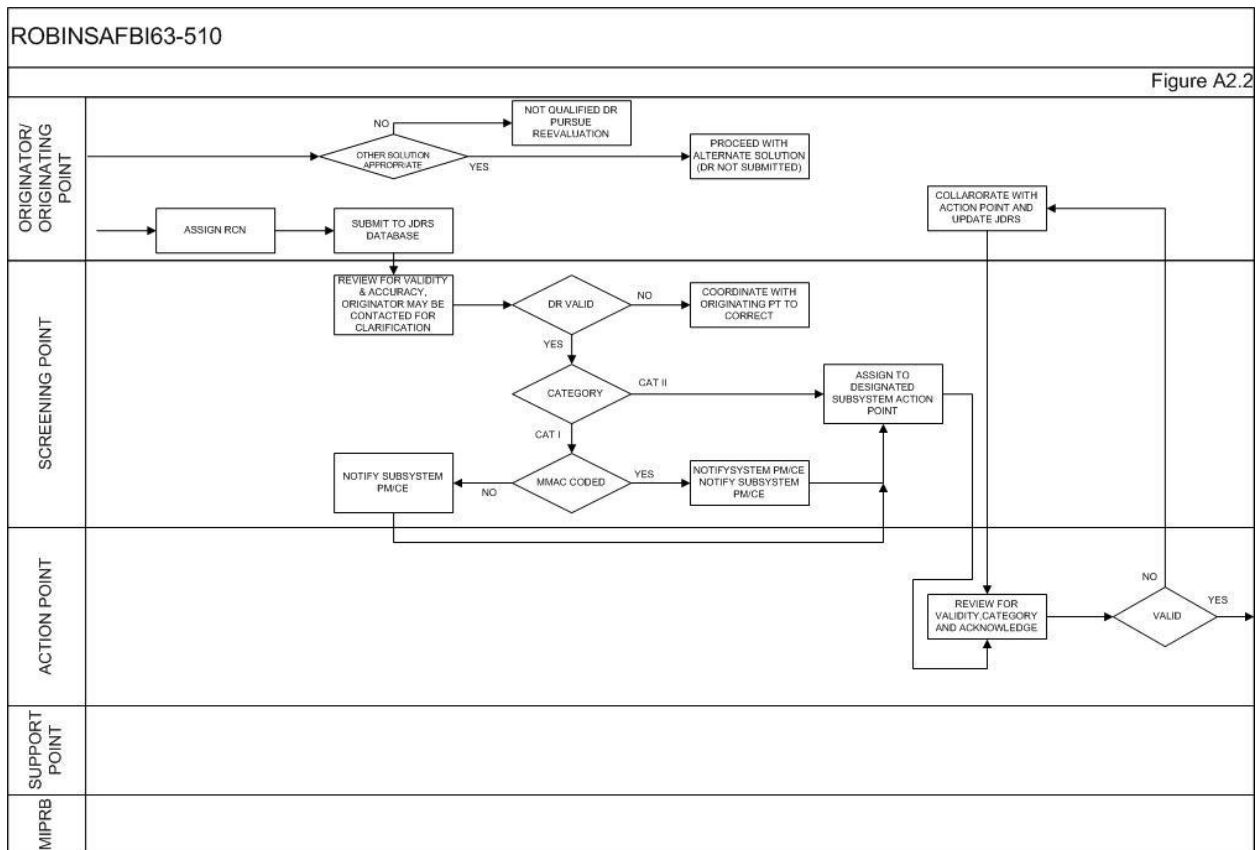 ROBINSAFBI63-510
Figure A2.2
ORIGINATOR/
ORIGINATING
POINT
NO
NOT QUALIFIED DR
PURSUE
REEVALUATION
OTHER SOLUTION
APPROPRIATE
YES
PROCEED WITH
ALTERNATE SOLUTION
(DR NOT SUBMITTED)
ASSIGN RCN
SUBMIT TO JDRS
DATABASE
COLLARORATE WITH
ACTION POINT AND
UPDATE JDRS
SCREENING POINT
REVIEW FOR VALIDITY
& ACCURACY,
ORIGINATOR MAY BE
CONTACTED FOR
CLARIFICATION
DR VALID
NO
COORDINATE WITH
ORIGINATING PT TO
CORRECT
YES
CATEGORY
CAT II
ASSIGN TO
DESIGNATED
SUBSYSTEM ACTION
POINT
CAT I
NOTIFY SUBSYSTEM
PM/CE
NO
MMAC CODED
YES
NOTIFYSYSTEM PM/CE
NOTIFY SUBSYSTEM
PM/CE
ACTION POINT
REVIEW FOR
VALIDITY,CATEGORY
AND ACKNOWLEDGE
NO
VALID
YES
SUPPORT
POINT
MIPRB